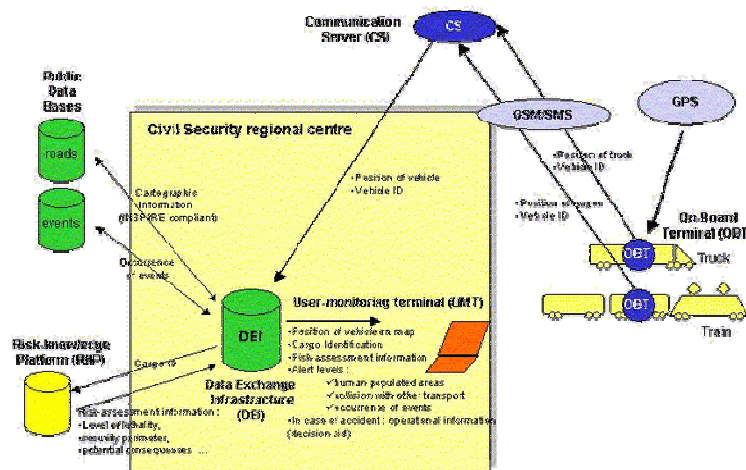 Communication
Server (CS)
CS
Public
Data
Bases
GSM/SMS
GPS
Civil Security regional centre
roads
events
•Position of vehicle
•Vehicle ID
•Position of truck
•Vehicle ID
•Position of wagon
•Vehicle ID
On-Board
Terminal (OBT)
OBT
Truck
OBT
Train
Cartographic
information
(INSPIRE compliant)
Occurrence
of events
DEI
Data Exchange
Infrastructure
(DEI)
User-monitoring terminal (UMT)
•Position of vehicle on map
•Cargo Identification
•Risk assessment information
•Alert levels :
✓human populated areas
✓collision with other transport
✓occurrence of events
•In case of accident : operational information
(decision aid)
Risk knowledge
Platform (RKP)
Cargo ID
Risk assessment information :
•Level of lethality,
•security perimeter,
•potential consequences ...